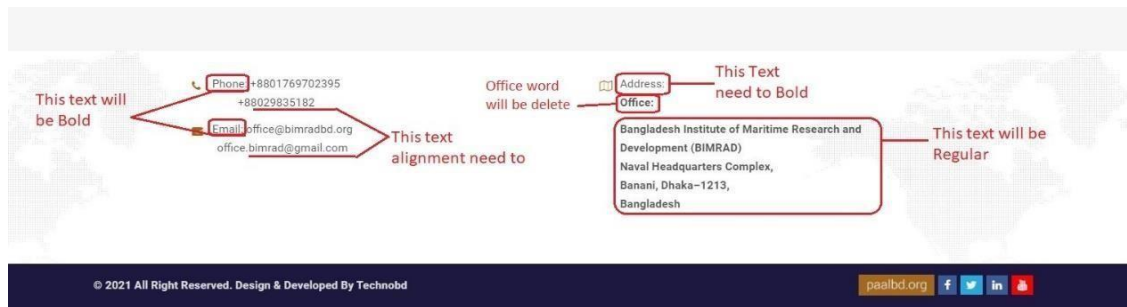 This text will
be Bold
Phone: +8801769702395
+88029835182
Email: office@bimradbd.org
office.bimrad@gmail.com
This text
alignment need to
Office word
will be delete
Address:
Office:
This Text
need to Bold
Bangladesh Institute of Maritime Research and
Development (BIMRAD)
Naval Headquarters Complex,
Banani, Dhaka–1213,
Bangladesh
This text will be
Regular
© 2021 All Right Reserved. Design & Developed By Technobd
paalbd.org